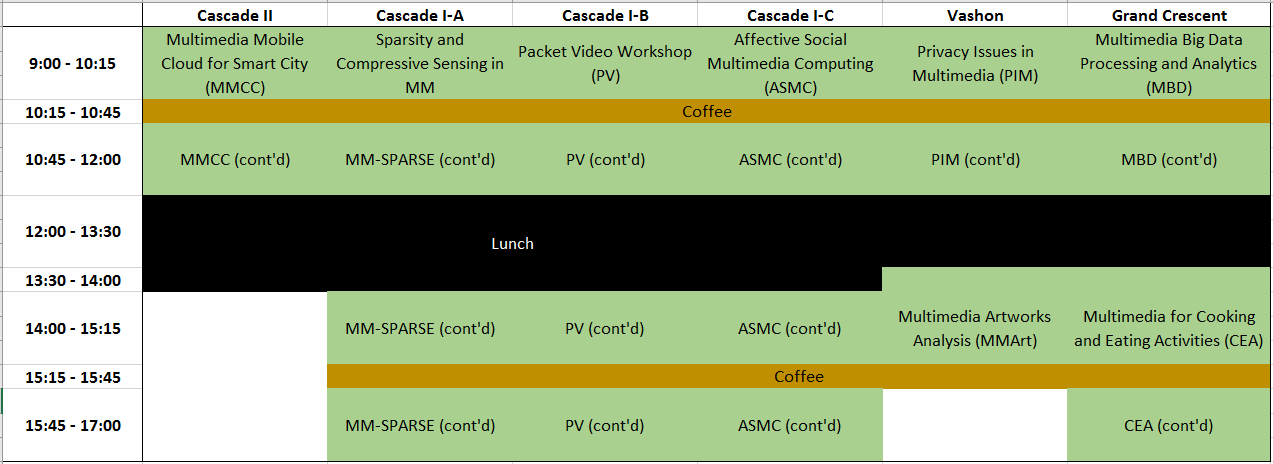 Cascade II Cascade I-A Cascade I-B Cascade I-C Vashon Grand Crescent
9:00 - 10:15
Multimedia Mobile
Cloud for Smart City
(MMCC)
Sparsity and
Compressive Sensing in
MM
Packet Video Workshop
(PV)
Affective Social
Multimedia Computing
(ASMC)
Privacy Issues in
Multimedia (PIM)
Multimedia Big Data
Processing and Analytics
(MBD)
10:15 - 10:45 Coffee
10:45 - 12:00 MMCC (cont'd) MM-SPARSE (cont'd) PV (cont'd) ASMC (cont'd) PIM (cont'd) MBD (cont'd)
12:00 - 13:30
Lunch
13:30 - 14:00
14:00 - 15:15 MM-SPARSE (cont'd) PV (cont'd) ASMC (cont'd)
Multimedia Artworks
Analysis (MMArt)
Multimedia for Cooking
and Eating Activities (CEA)
15:15 - 15:45 Coffee
15:45 - 17:00 MM-SPARSE (cont'd) PV (cont'd) ASMC (cont'd) CEA (cont'd)